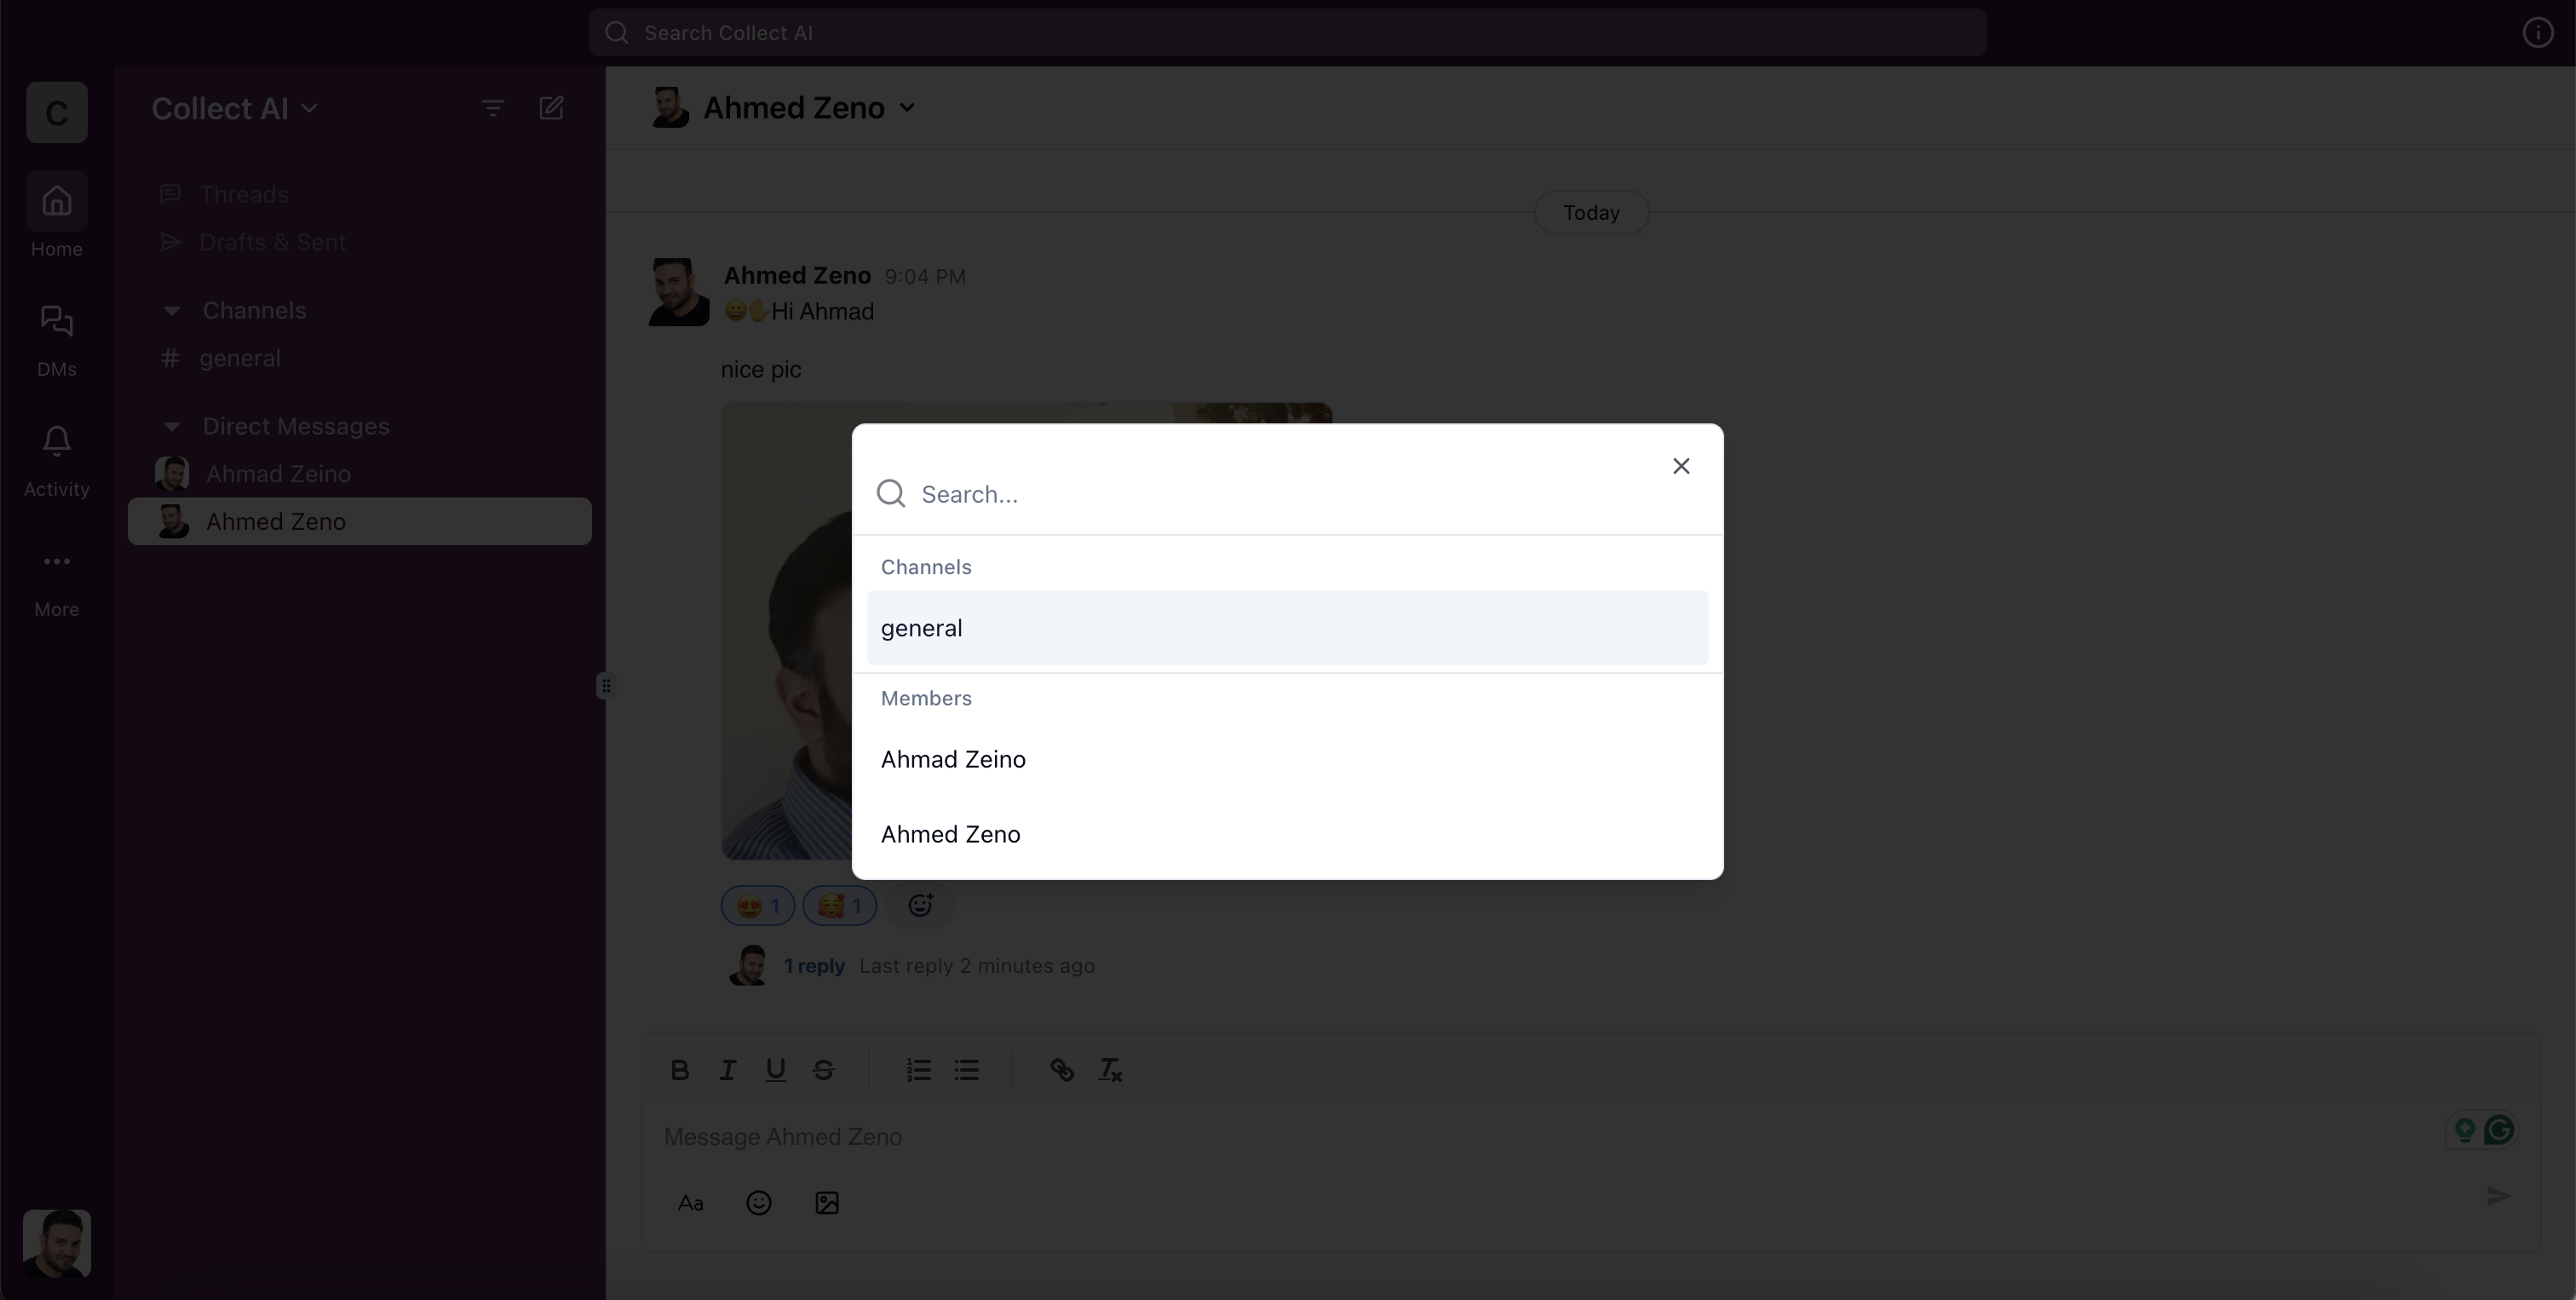 Search Collect AI
C
Home
DMs
Activity
More
Collect AI
Threads
Drafts & Sent
Channels
# general
Direct Messages
Ahmad Zeino
Ahmed Zeno
Ahmed Zeno
Today
Ahmed Zeno 9:04 PM
😀✋Hi Ahmad
nice pic
Search...
Channels
general
Members
Ahmad Zeino
Ahmed Zeno
😍 1 🥰 1
1 reply Last reply 2 minutes ago
B I U S
Message Ahmed Zeno
Aa